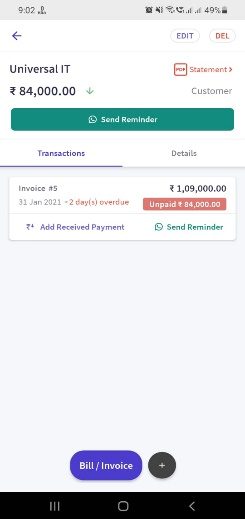 9:02
49%
EDIT DEL
Universal IT
PDF Statement >
₹ 84,000.00 ↓
Customer
Send Reminder
Transactions Details
Invoice #5 ₹ 1,09,000.00
31 Jan 2021 • 2 day(s) overdue Unpaid ₹ 84,000.00
₹+ Add Received Payment Send Reminder
Bill / Invoice +